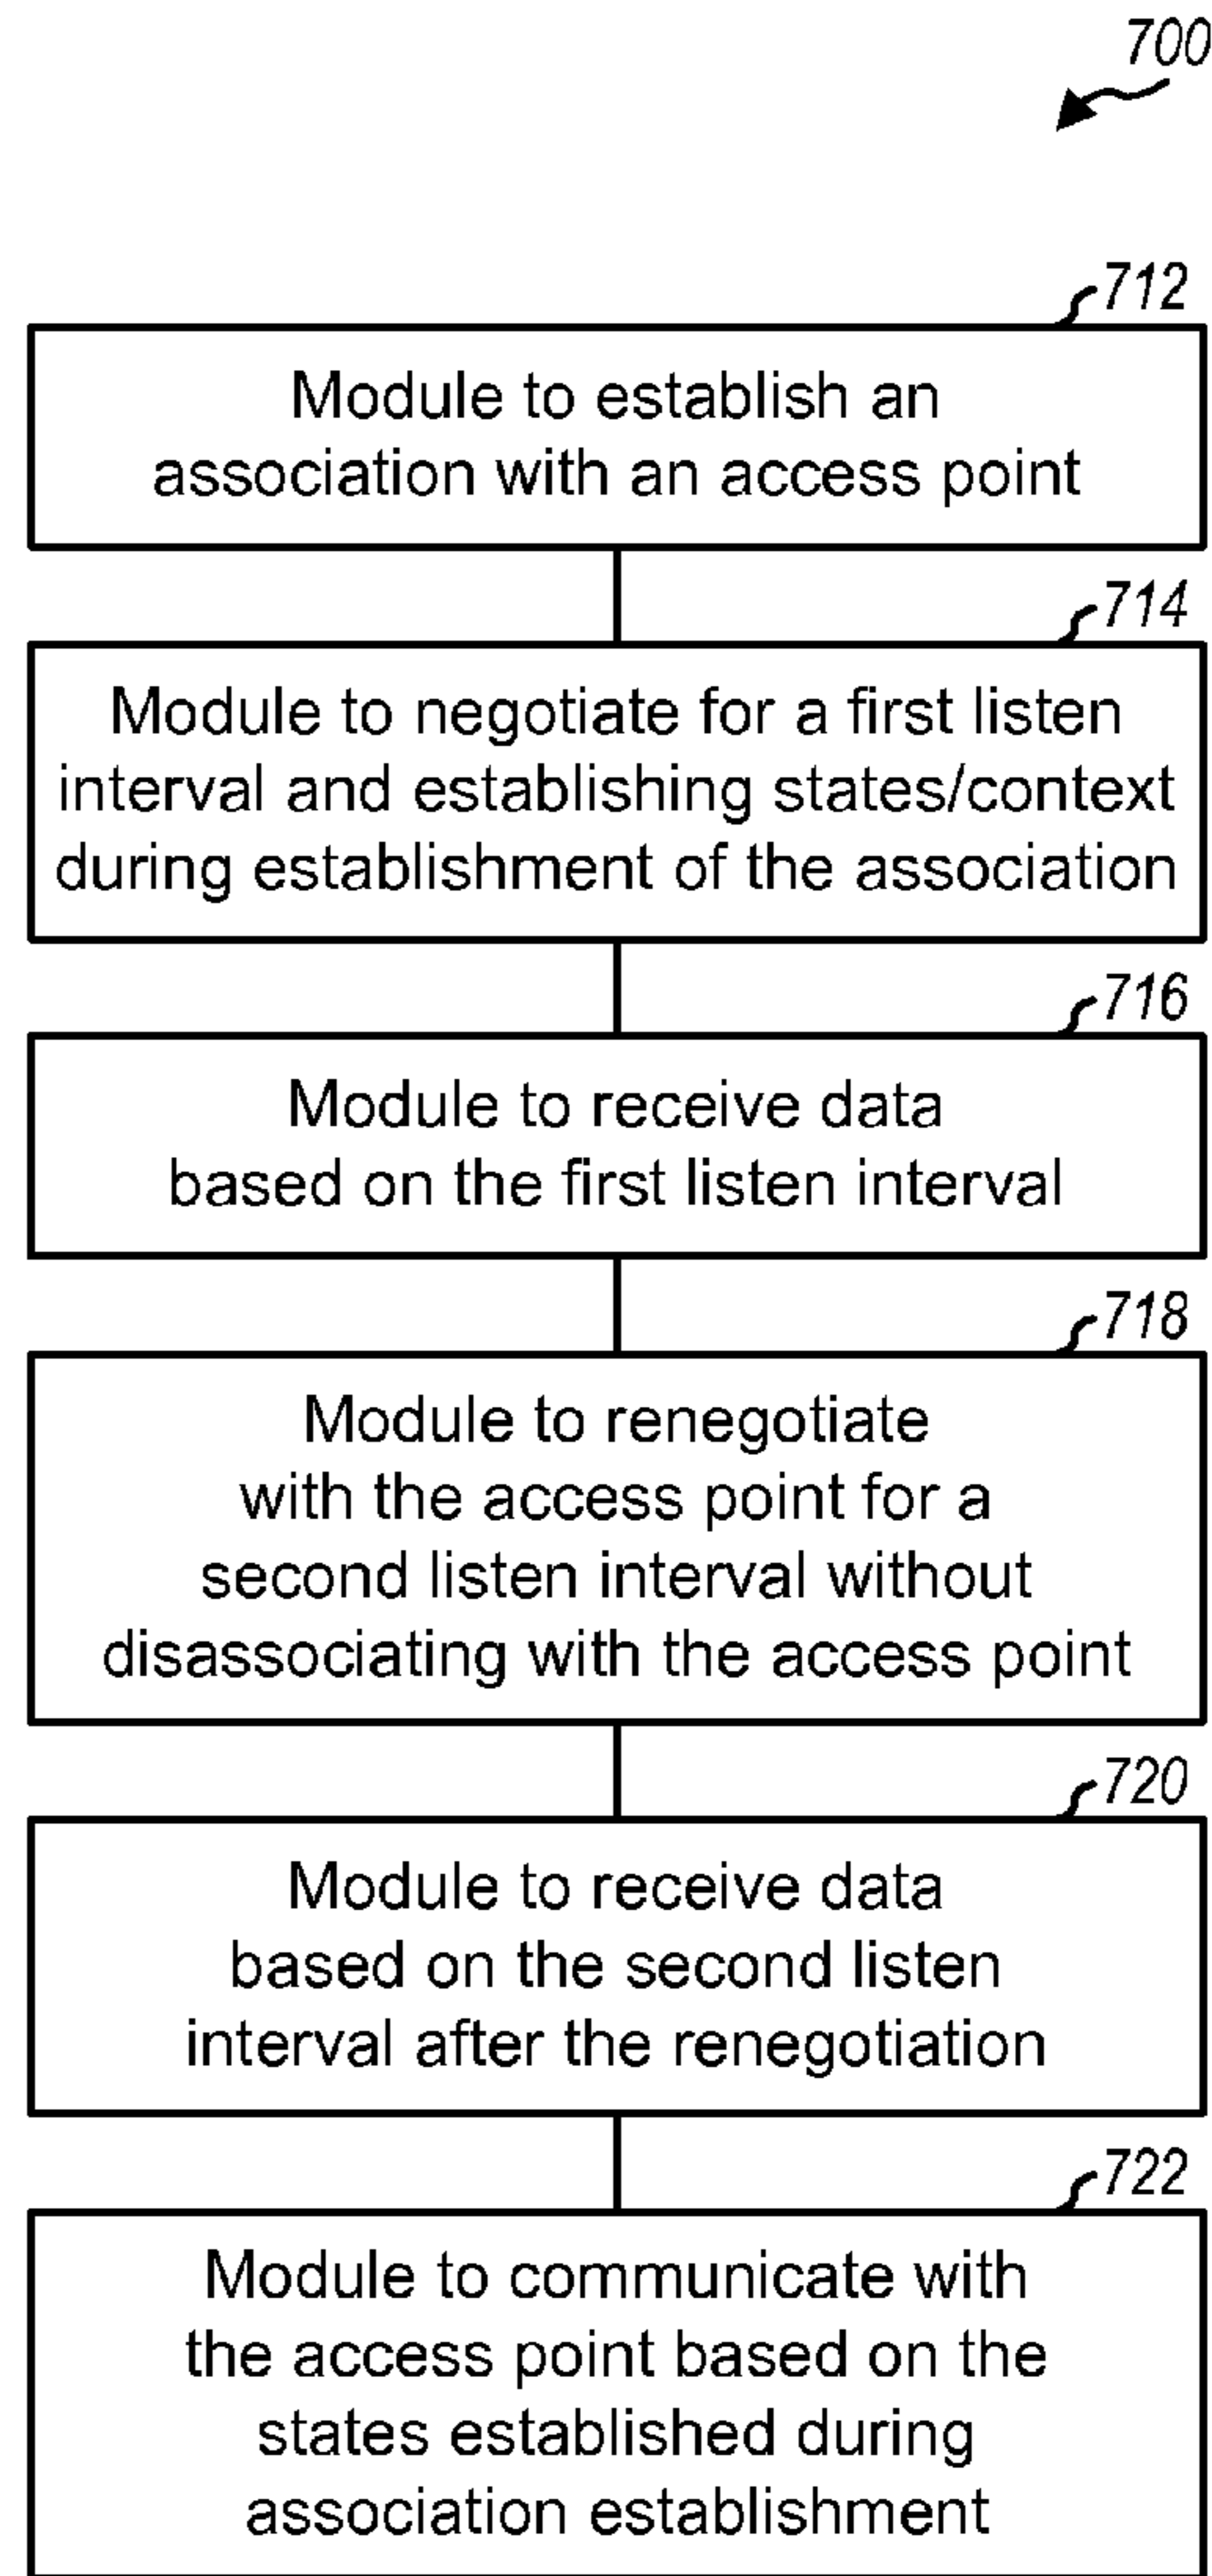 700
712
Module to establish an
association with an access point
714
Module to negotiate for a first listen
interval and establishing states/context
during establishment of the association
716
Module to receive data
based on the first listen interval
718
Module to renegotiate
with the access point for a
second listen interval without
disassociating with the access point
720
Module to receive data
based on the second listen
interval after the renegotiation
722
Module to communicate with
the access point based on the
states established during
association establishment